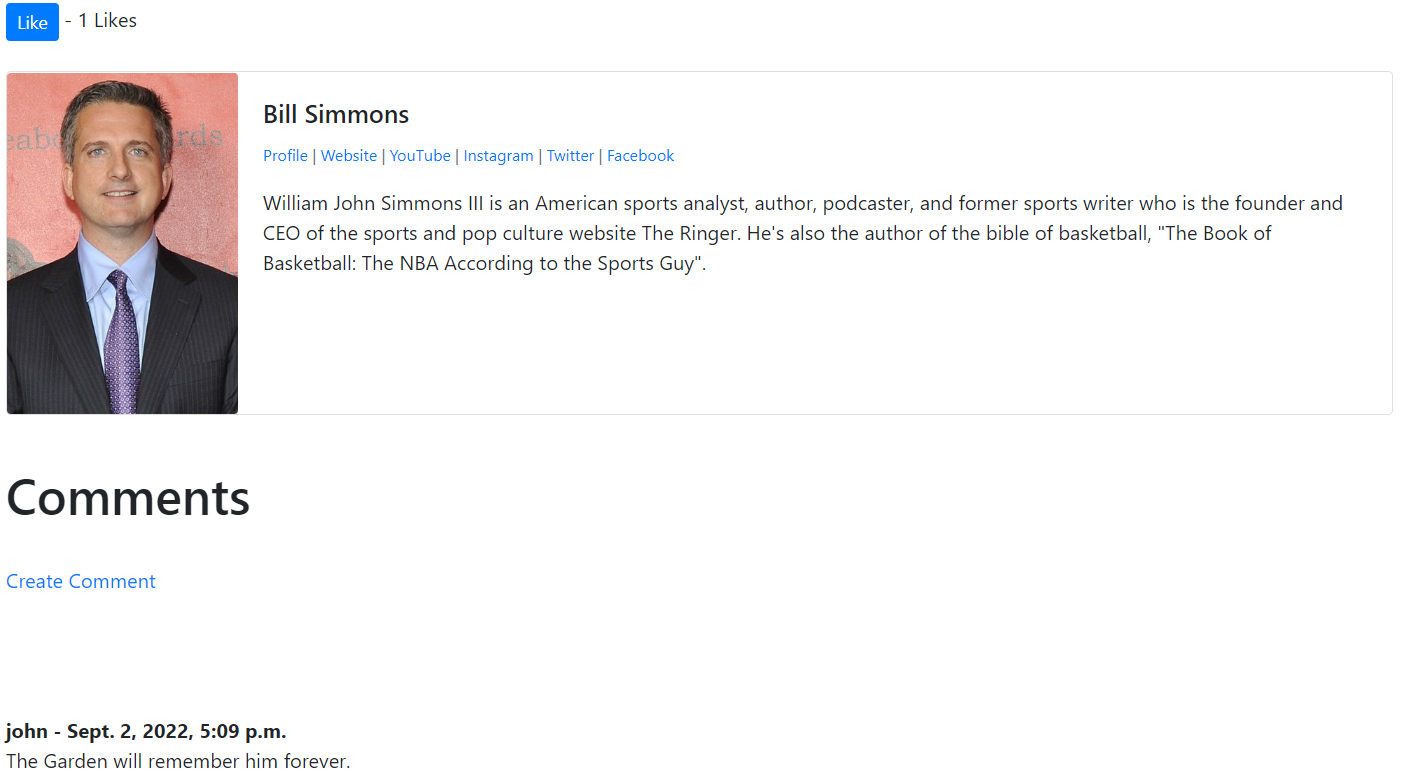 Like - 1 Likes
Bill Simmons
Profile | Website | YouTube | Instagram | Twitter | Facebook
William John Simmons III is an American sports analyst, author, podcaster, and former sports writer who is the founder and
CEO of the sports and pop culture website The Ringer. He's also the author of the bible of basketball, "The Book of
Basketball: The NBA According to the Sports Guy".
eab rds
Comments
Create Comment
john - Sept. 2, 2022, 5:09 p.m.
The Garden will remember him forever.